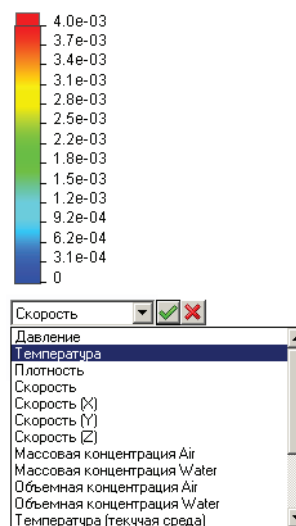 4.0e-03
3.7e-03
3.4e-03
3.1e-03
2.8e-03
2.5e-03
2.2e-03
1.8e-03
1.5e-03
1.2e-03
9.2e-04
6.2e-04
3.1e-04
0
Скорость
Давление
Температура
Плотность
Скорость
Скорость (X)
Скорость (Y)
Скорость (Z)
Массовая концентрация Air
Массовая концентрация Water
Объемная концентрация Air
Объемная концентрация Water
Температура (текучая среда)